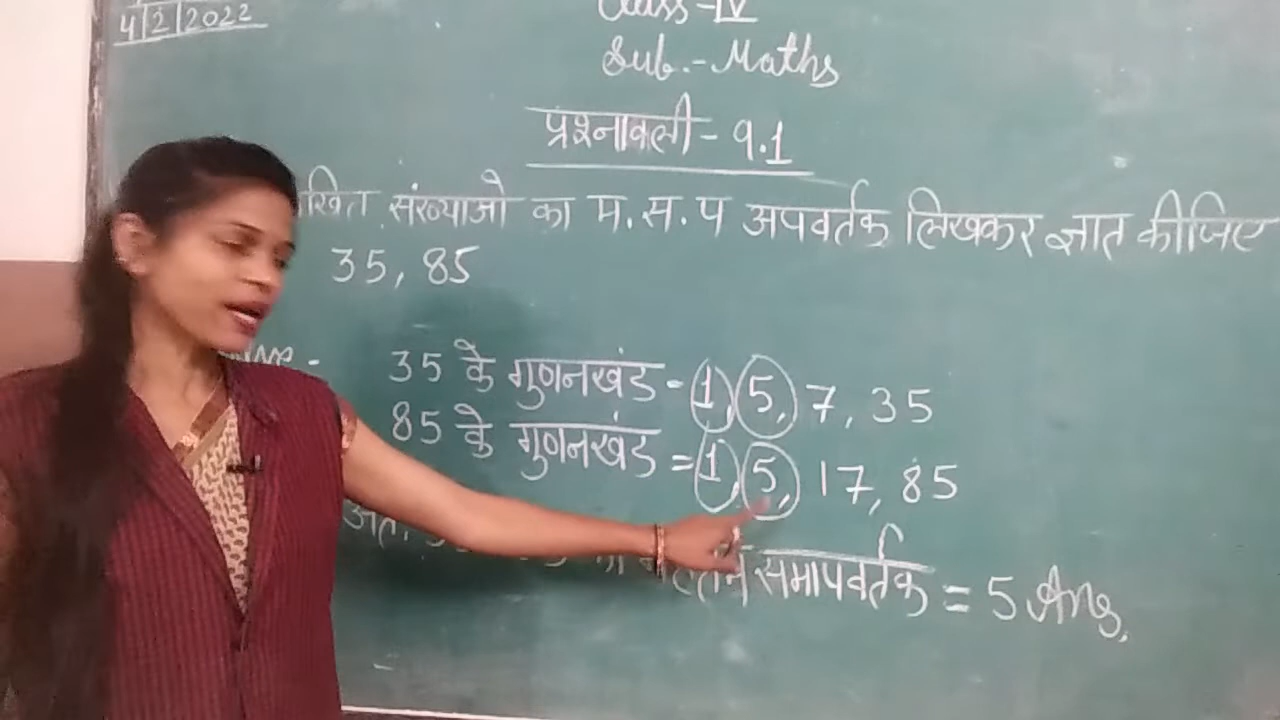 4/2/2022
Class-IV
Sub.-Maths
प्रश्नावली-9.1
संख्याओ का म.स.प अपवर्तक लिखकर ज्ञात कीजिए
35, 85
35 के गुणनखंड - 1, 5, 7, 35
85 के गुणनखंड = 1, 5, 17, 85
अतः समापवर्तक = 5 Ans.